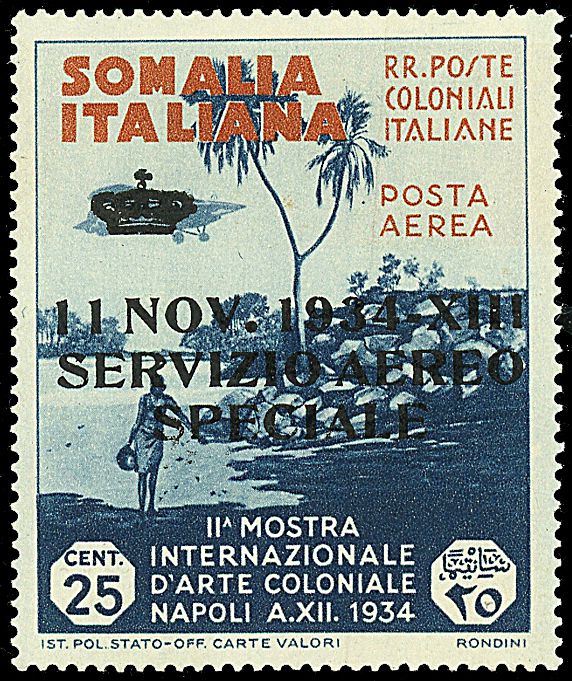 SOMALIA
ITALIANA
RR. POSTE
COLONIALI
ITALIANE
POSTA
AEREA
11 NOV. 1934-XIII
SERVIZIO AEREO
SPECIALE
IIA MOSTRA
INTERNAZIONALE
D'ARTE COLONIALE
NAPOLI A.XII. 1934
CENT.
25
٢٥
IST. POL. STATO-OFF. CARTE VALORI
RONDINI